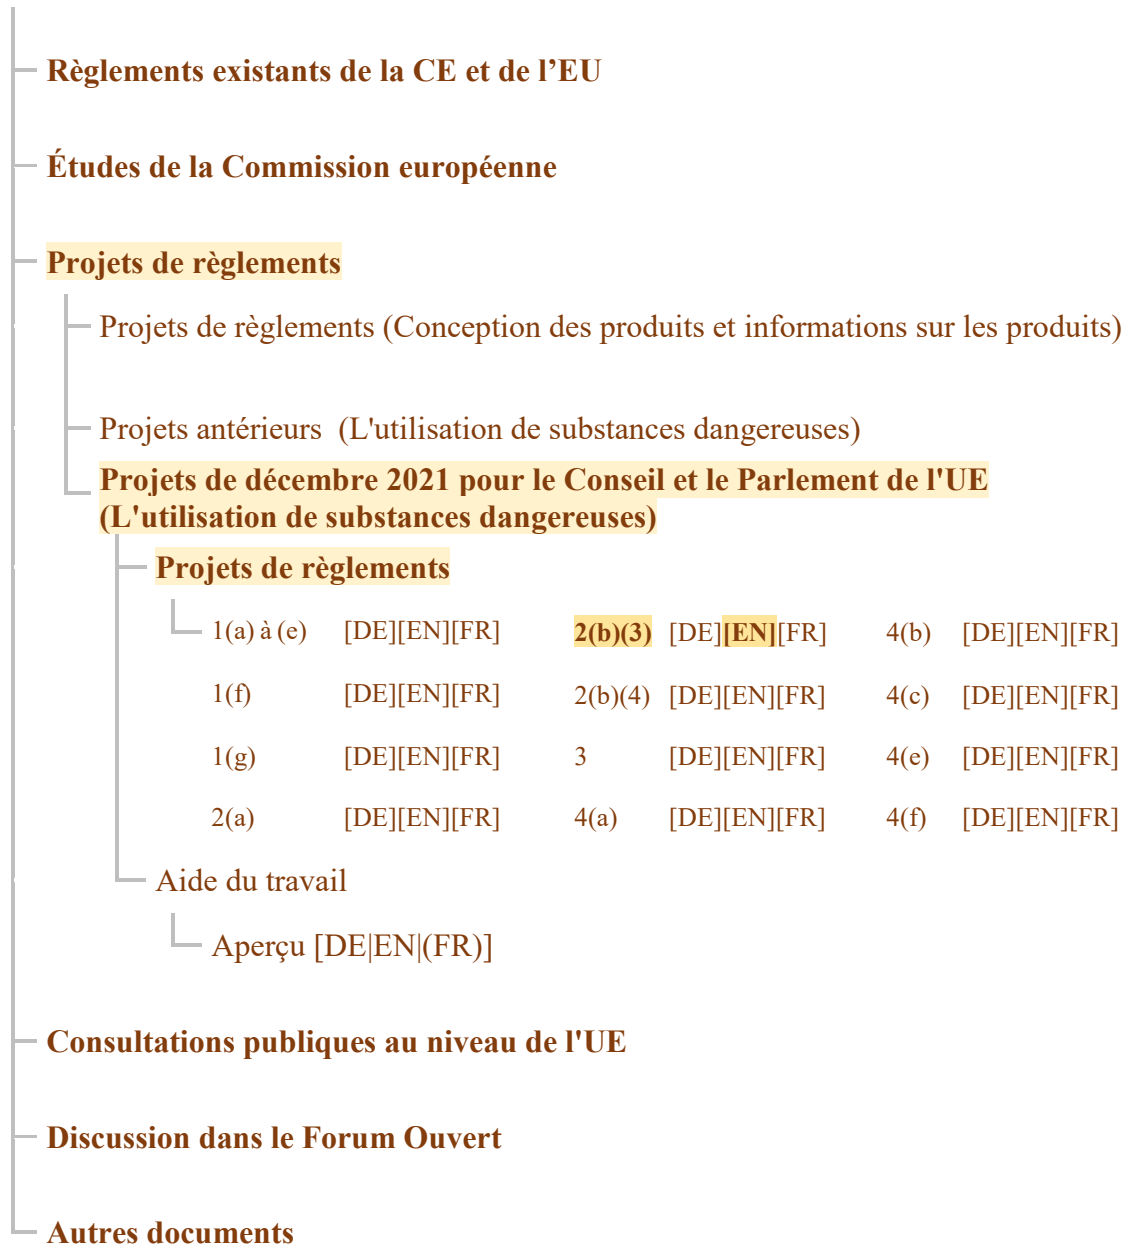 Règlements existants de la CE et de l’EU
Études de la Commission européenne
Projets de règlements
Projets de règlements (Conception des produits et informations sur les produits)
Projets antérieurs (L'utilisation de substances dangereuses)
Projets de décembre 2021 pour le Conseil et le Parlement de l'UE
(L'utilisation de substances dangereuses)
Projets de règlements
1(a) à (e) [DE][EN][FR] 2(b)(3) [DE][EN][FR] 4(b) [DE][EN][FR]
1(f) [DE][EN][FR] 2(b)(4) [DE][EN][FR] 4(c) [DE][EN][FR]
1(g) [DE][EN][FR] 3 [DE][EN][FR] 4(e) [DE][EN][FR]
2(a) [DE][EN][FR] 4(a) [DE][EN][FR] 4(f) [DE][EN][FR]
Aide du travail
Aperçu [DE|EN|(FR)]
Consultations publiques au niveau de l'UE
Discussion dans le Forum Ouvert
Autres documents